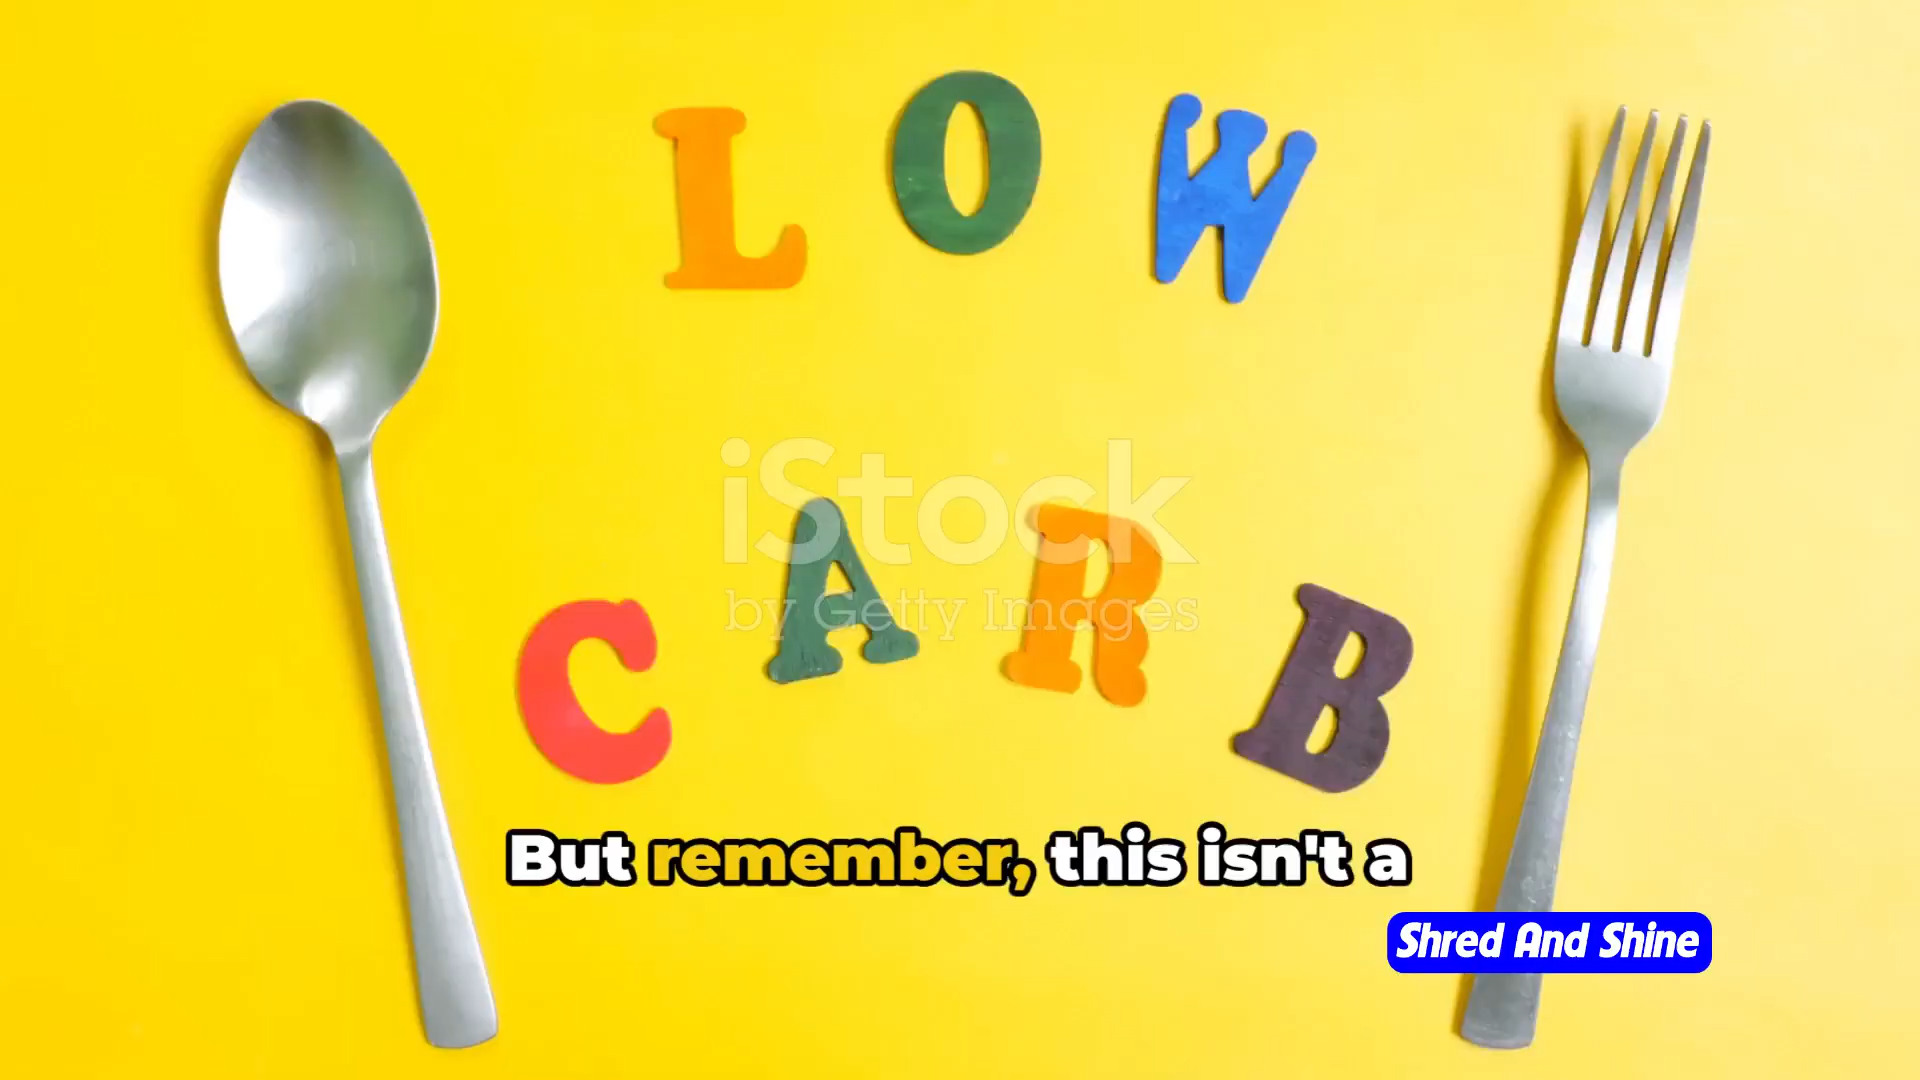 LOW
iStock
by Getty Images
CARB
But remember, this isn't a
Shred And Shine